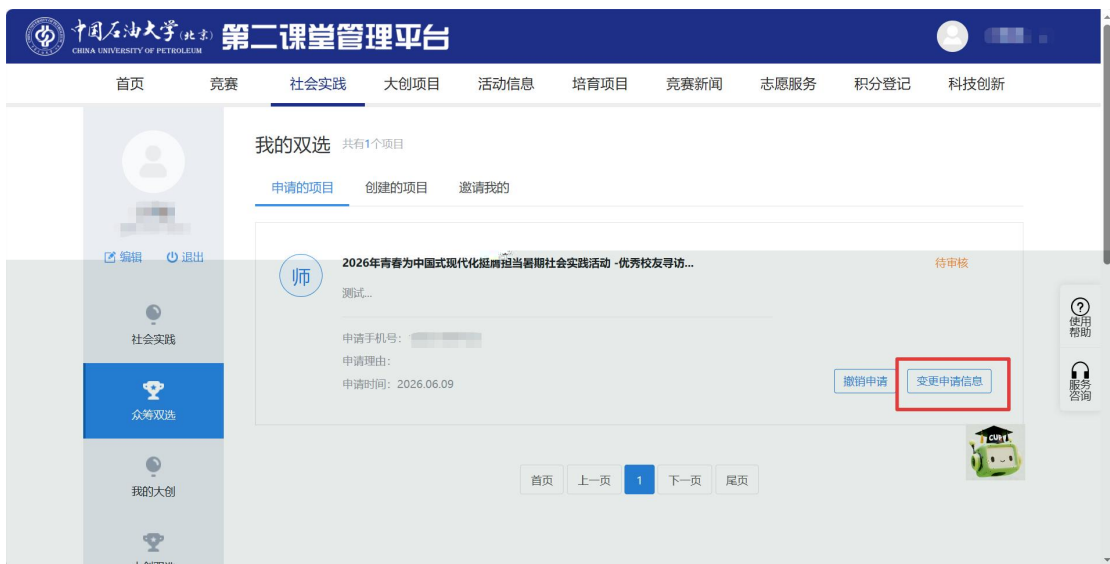 中国石油大学(北京) 第二课堂管理平台
CHINA UNIVERSITY OF PETROLEUM
首页 竞赛 社会实践 大创项目 活动信息 培育项目 竞赛新闻 志愿服务 积分登记 科技创新
我的双选 共有1个项目
申请的项目 创建的项目 邀请我的
编辑 退出
师
2026年青春为中国式现代化挺膺担当暑期社会实践活动 -优秀校友寻访...
待审核
测试...
申请手机号:
申请理由:
申请时间: 2026.06.09
撤销申请 变更申请信息
社会实践
众筹双选
我的大创
使用
帮助
服务
咨询
CUPY
首页 上一页 1 下一页 尾页